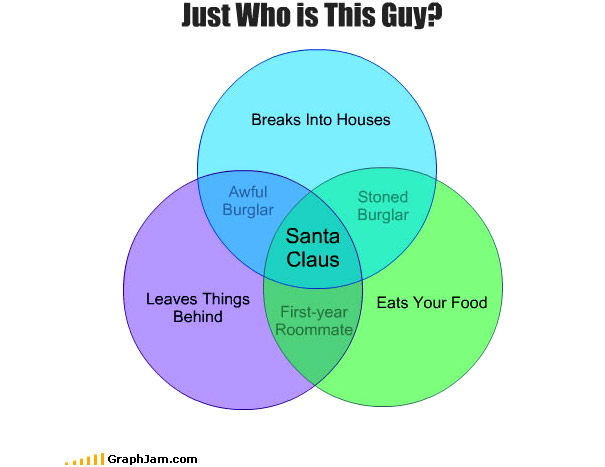 Just Who is This Guy?
Breaks Into Houses
Awful
Burglar
Stoned
Burglar
Santa
Claus
Leaves Things
Behind
Eats Your Food
First-year
Roommate
GraphJam.com